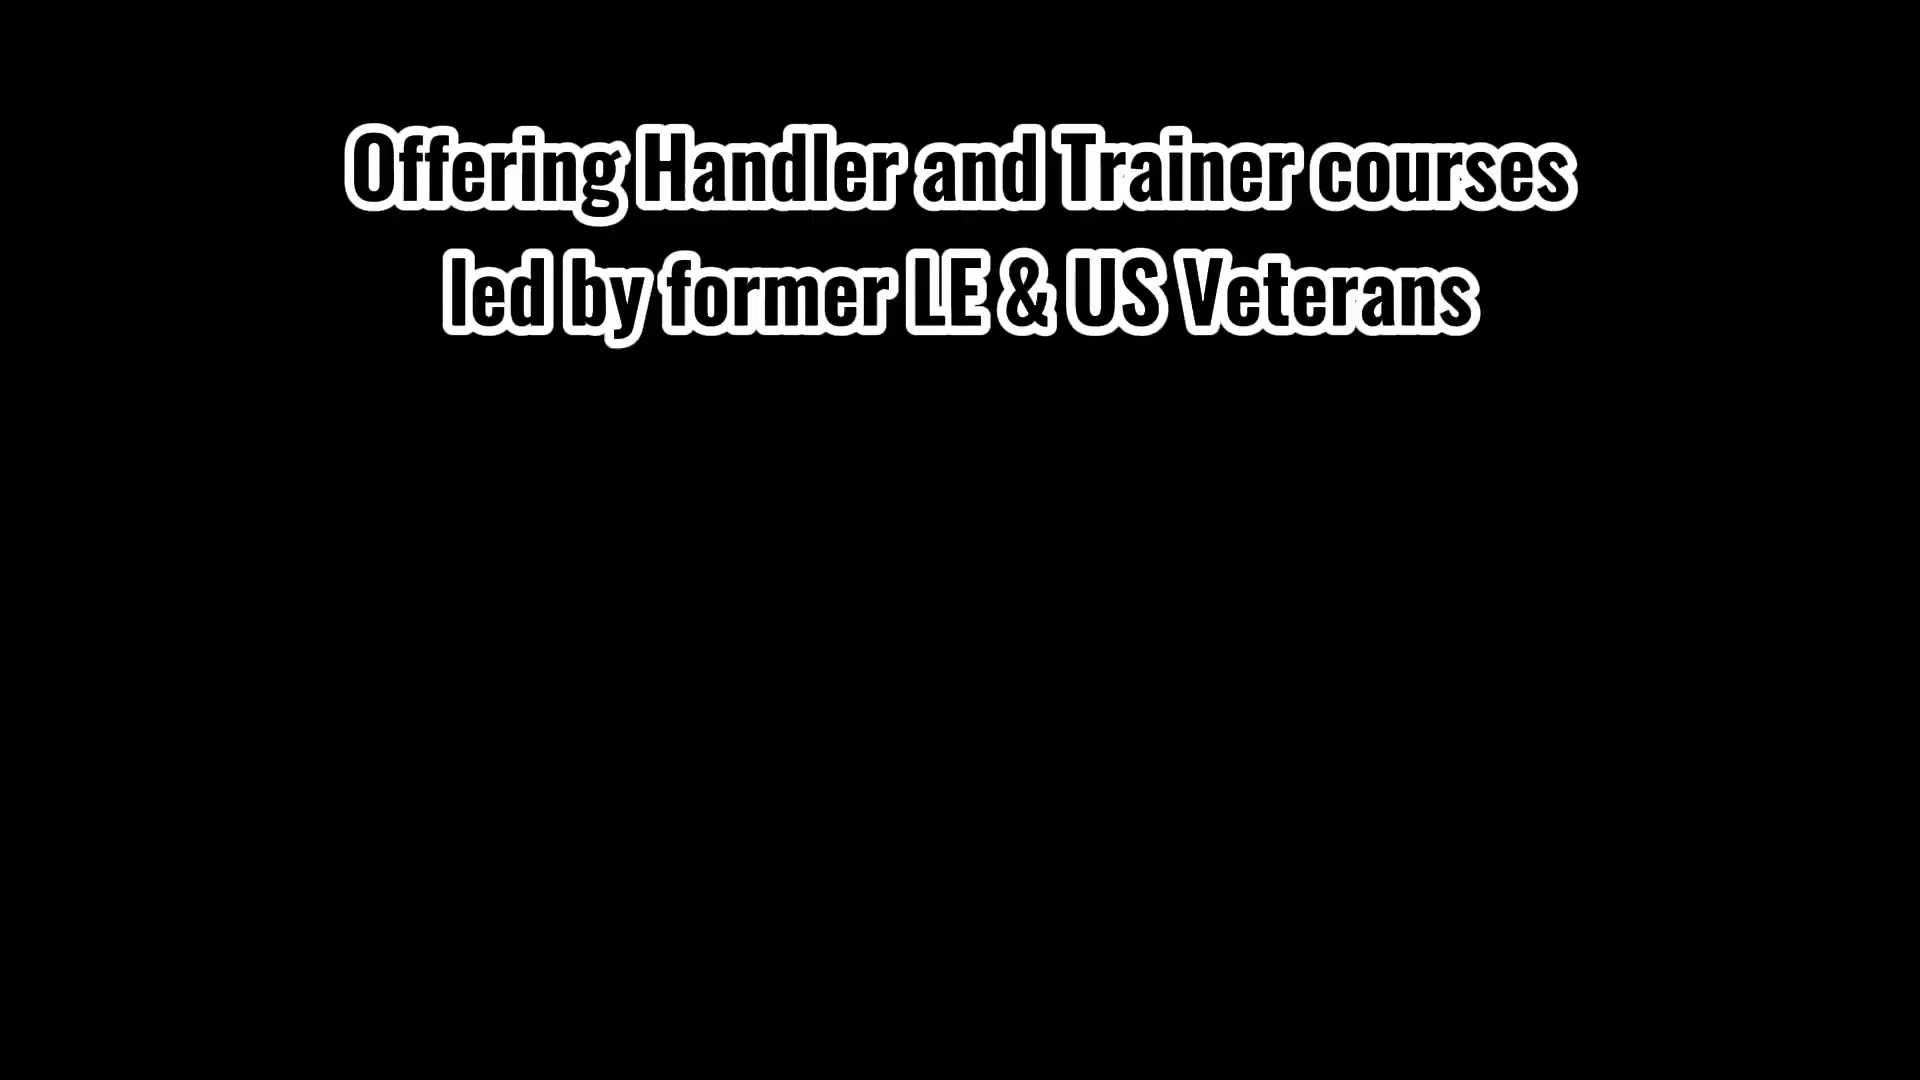 Offering Handler and Trainer courses
led by former LE & US Veterans